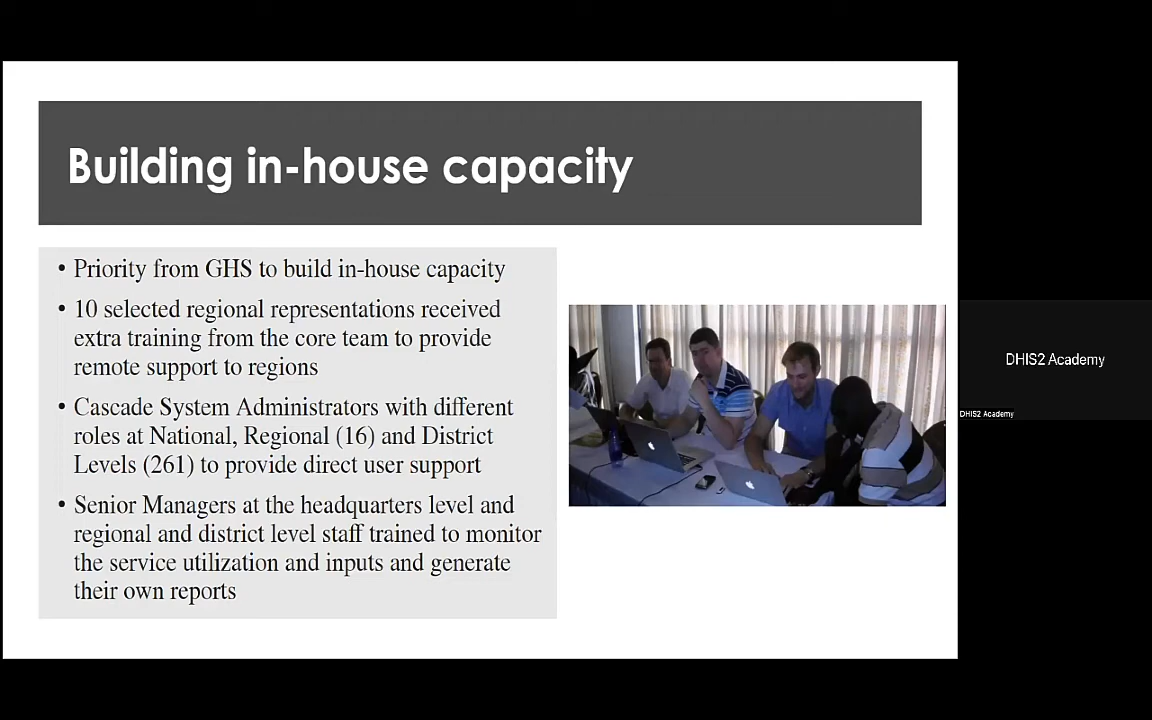 Building in-house capacity
• Priority from GHS to build in-house capacity
• 10 selected regional representations received
extra training from the core team to provide
remote support to regions
• Cascade System Administrators with different
roles at National, Regional (16) and District
Levels (261) to provide direct user support
• Senior Managers at the headquarters level and
regional and district level staff trained to monitor
the service utilization and inputs and generate
their own reports
DHIS2 Academy
DHIS2 Academy